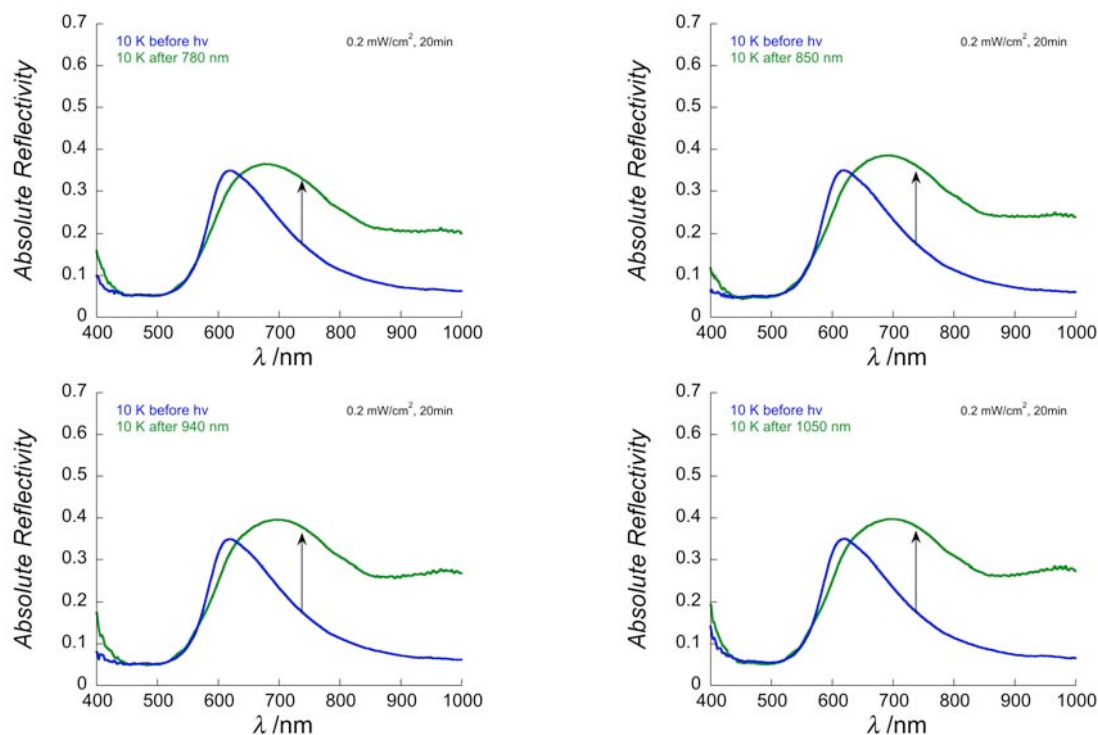 0.7
0.6
0.5
0.4
0.3
0.2
0.1
0
Absolute Reflectivity
10 K before hv
10 K after 780 nm
0.2 mW/cm², 20min
400 500 600 700 800 900 1000
λ /nm
0.7
0.6
0.5
0.4
0.3
0.2
0.1
0
Absolute Reflectivity
10 K before hv
10 K after 850 nm
0.2 mW/cm², 20min
400 500 600 700 800 900 1000
λ /nm
0.7
0.6
0.5
0.4
0.3
0.2
0.1
0
Absolute Reflectivity
10 K before hv
10 K after 940 nm
0.2 mW/cm², 20min
400 500 600 700 800 900 1000
λ /nm
0.7
0.6
0.5
0.4
0.3
0.2
0.1
0
Absolute Reflectivity
10 K before hv
10 K after 1050 nm
0.2 mW/cm², 20min
400 500 600 700 800 900 1000
λ /nm